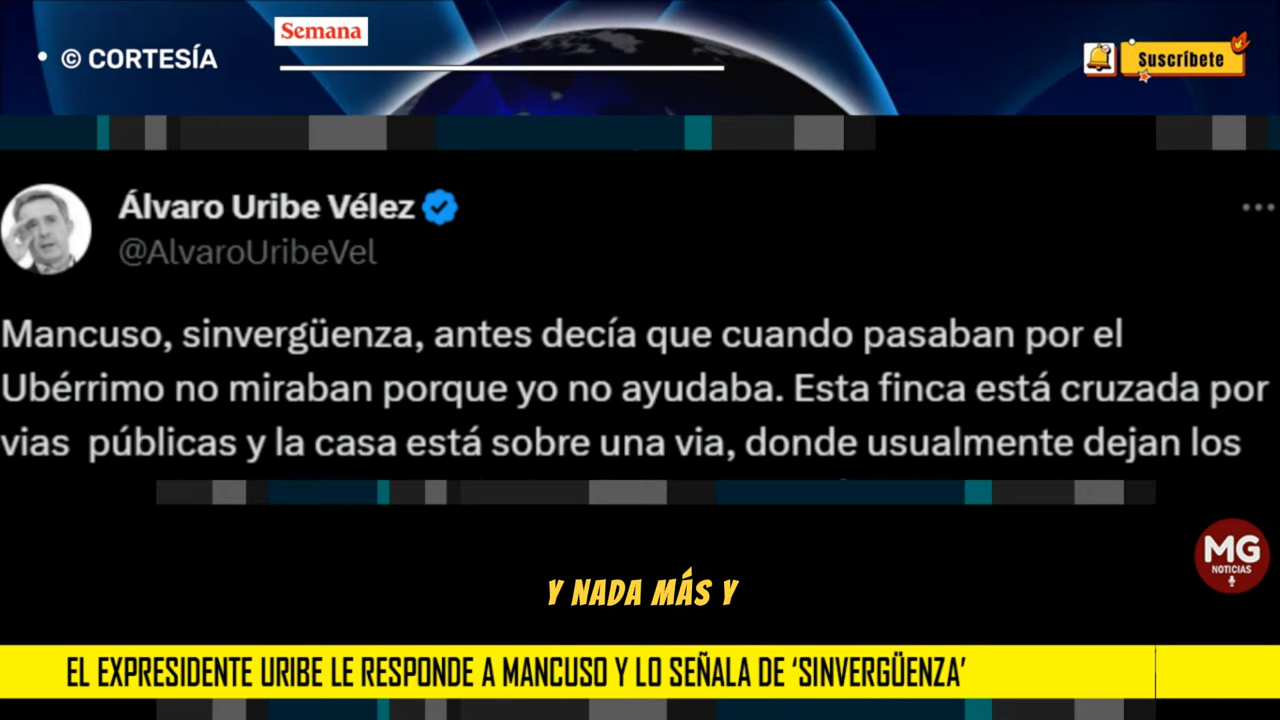 Semana
• © CORTESÍA
Suscríbete
Álvaro Uribe Vélez
@AlvaroUribeVel
Mancuso, sinvergüenza, antes decía que cuando pasaban por el
Ubérrimo no miraban porque yo no ayudaba. Esta finca está cruzada por
vias públicas y la casa está sobre una via, donde usualmente dejan los
MG
NOTICIAS
Y NADA MÁS Y
EL EXPRESIDENTE URIBE LE RESPONDE A MANCUSO Y LO SEÑALA DE ‘SINVERGÜENZA’